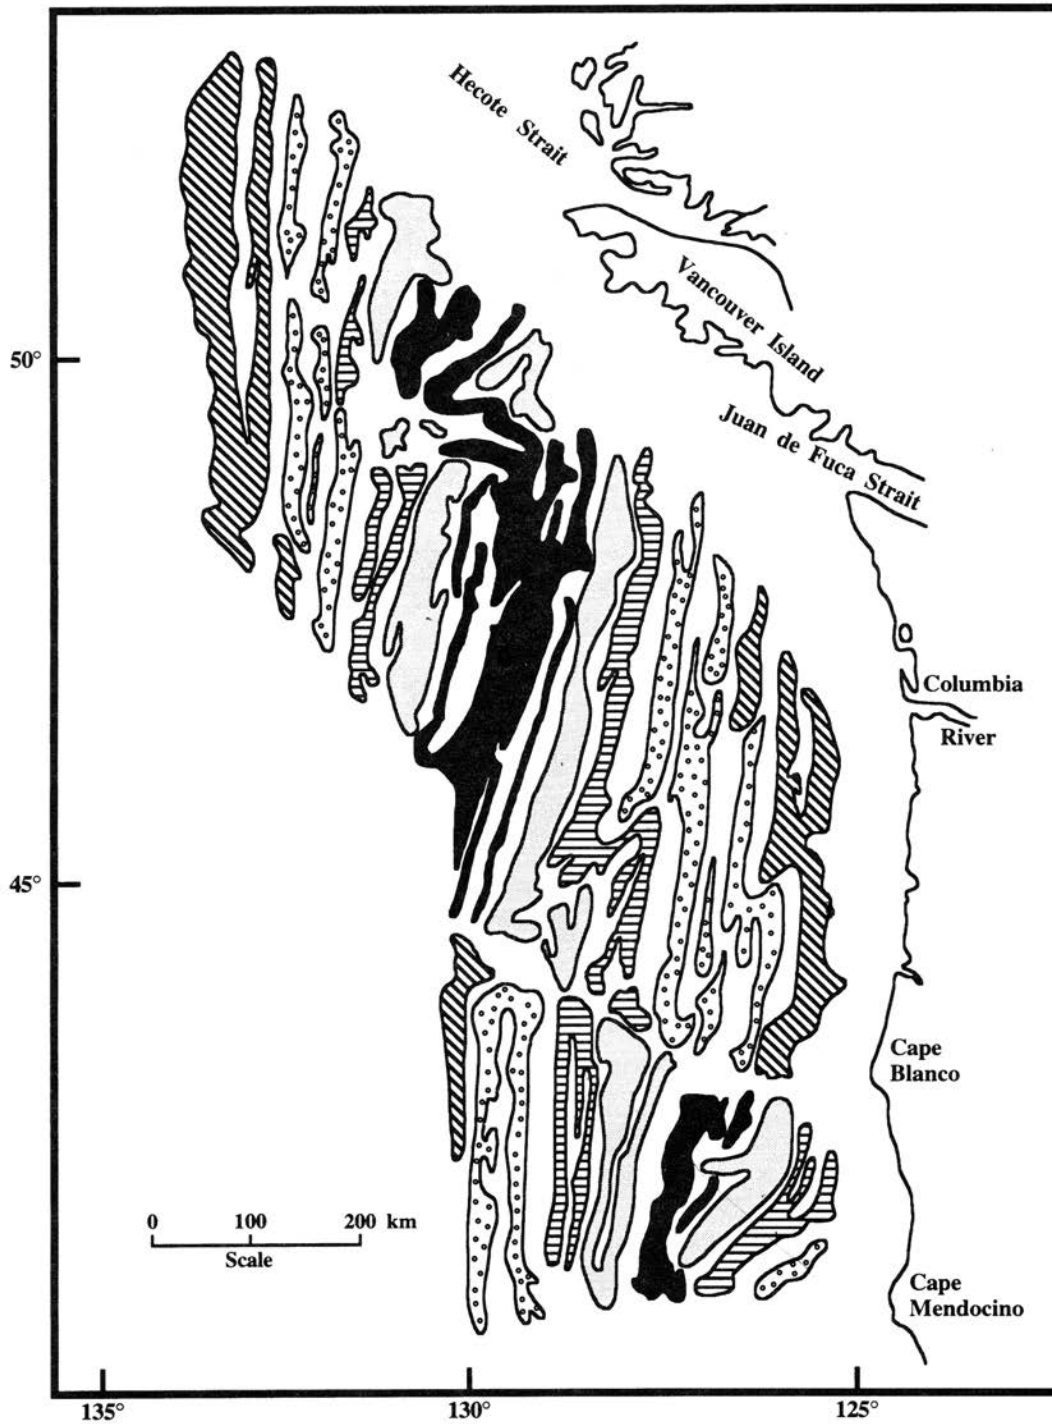 Hecote Strait
Vancouver Island
50°
Juan de Fuca Strait
Columbia
River
45°
Cape
Blanco
0 100 200 km
Scale
Cape
Mendocino
135° 130° 125°